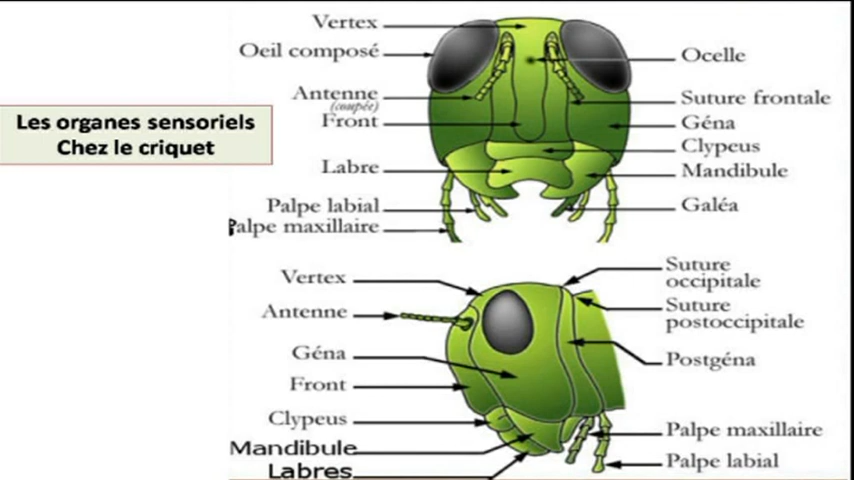 Les organes sensoriels
Chez le criquet
Vertex
Oeil composé
Antenne
(coupée)
Front
Labre
Palpe labial
Palpe maxillaire
Ocelle
Suture frontale
Géna
Clypeus
Mandibule
Galéa
Vertex
Antenne
Géna
Front
Clypeus
Mandibule
Labres
Suture
occipitale
Suture
postoccipitale
Postgéna
Palpe maxillaire
Palpe labial